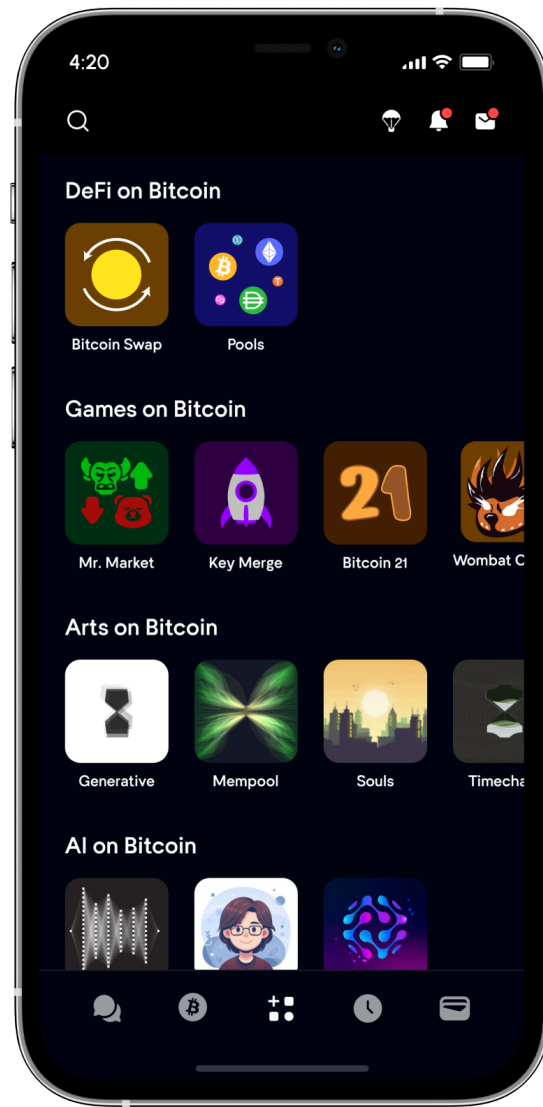 4:20
DeFi on Bitcoin
Bitcoin Swap
Pools
Games on Bitcoin
21
Mr. Market
Key Merge
Bitcoin 21
Wombat C
Arts on Bitcoin
Generative
Mempool
Souls
Timecha
AI on Bitcoin